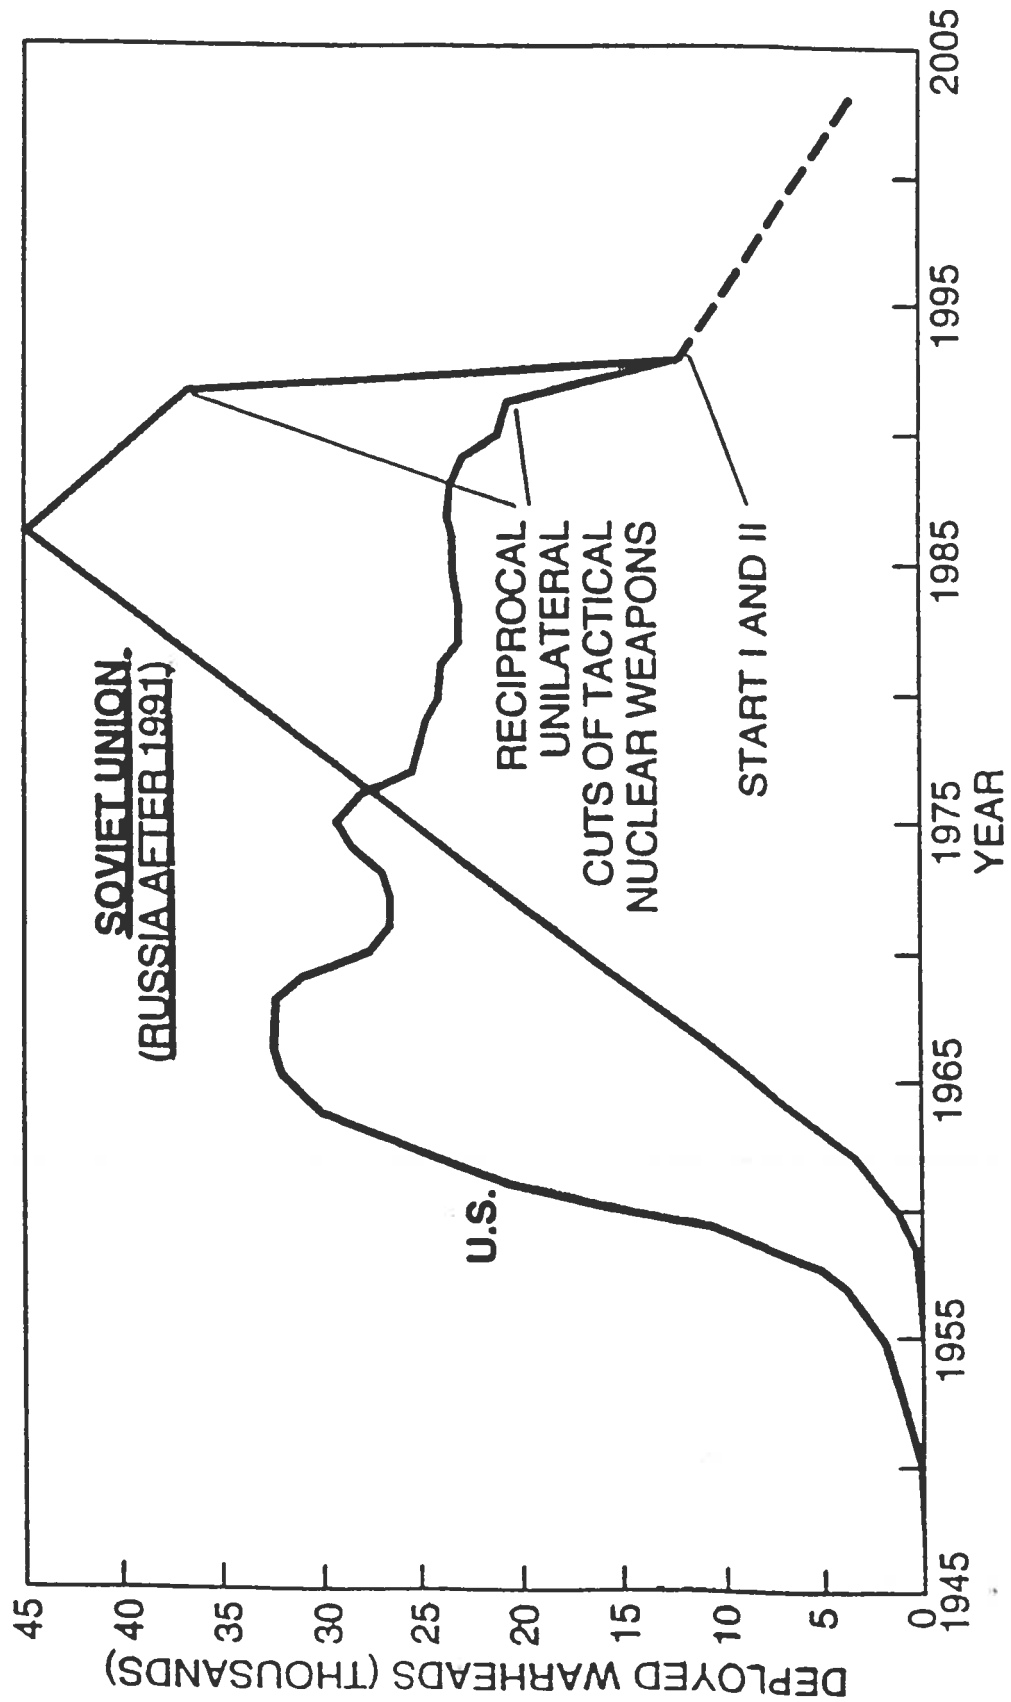 DEPLOYED WARHEADS (THOUSANDS)
45
40
35
30
25
20
15
10
5
0
SOVIET UNION.
(RUSSIA AFTER 1991)
U.S.
RECIPROCAL
UNILATERAL
CUTS OF TACTICAL
NUCLEAR WEAPONS
START I AND II
1945
1955
1965
1975
1985
1995
2005
YEAR